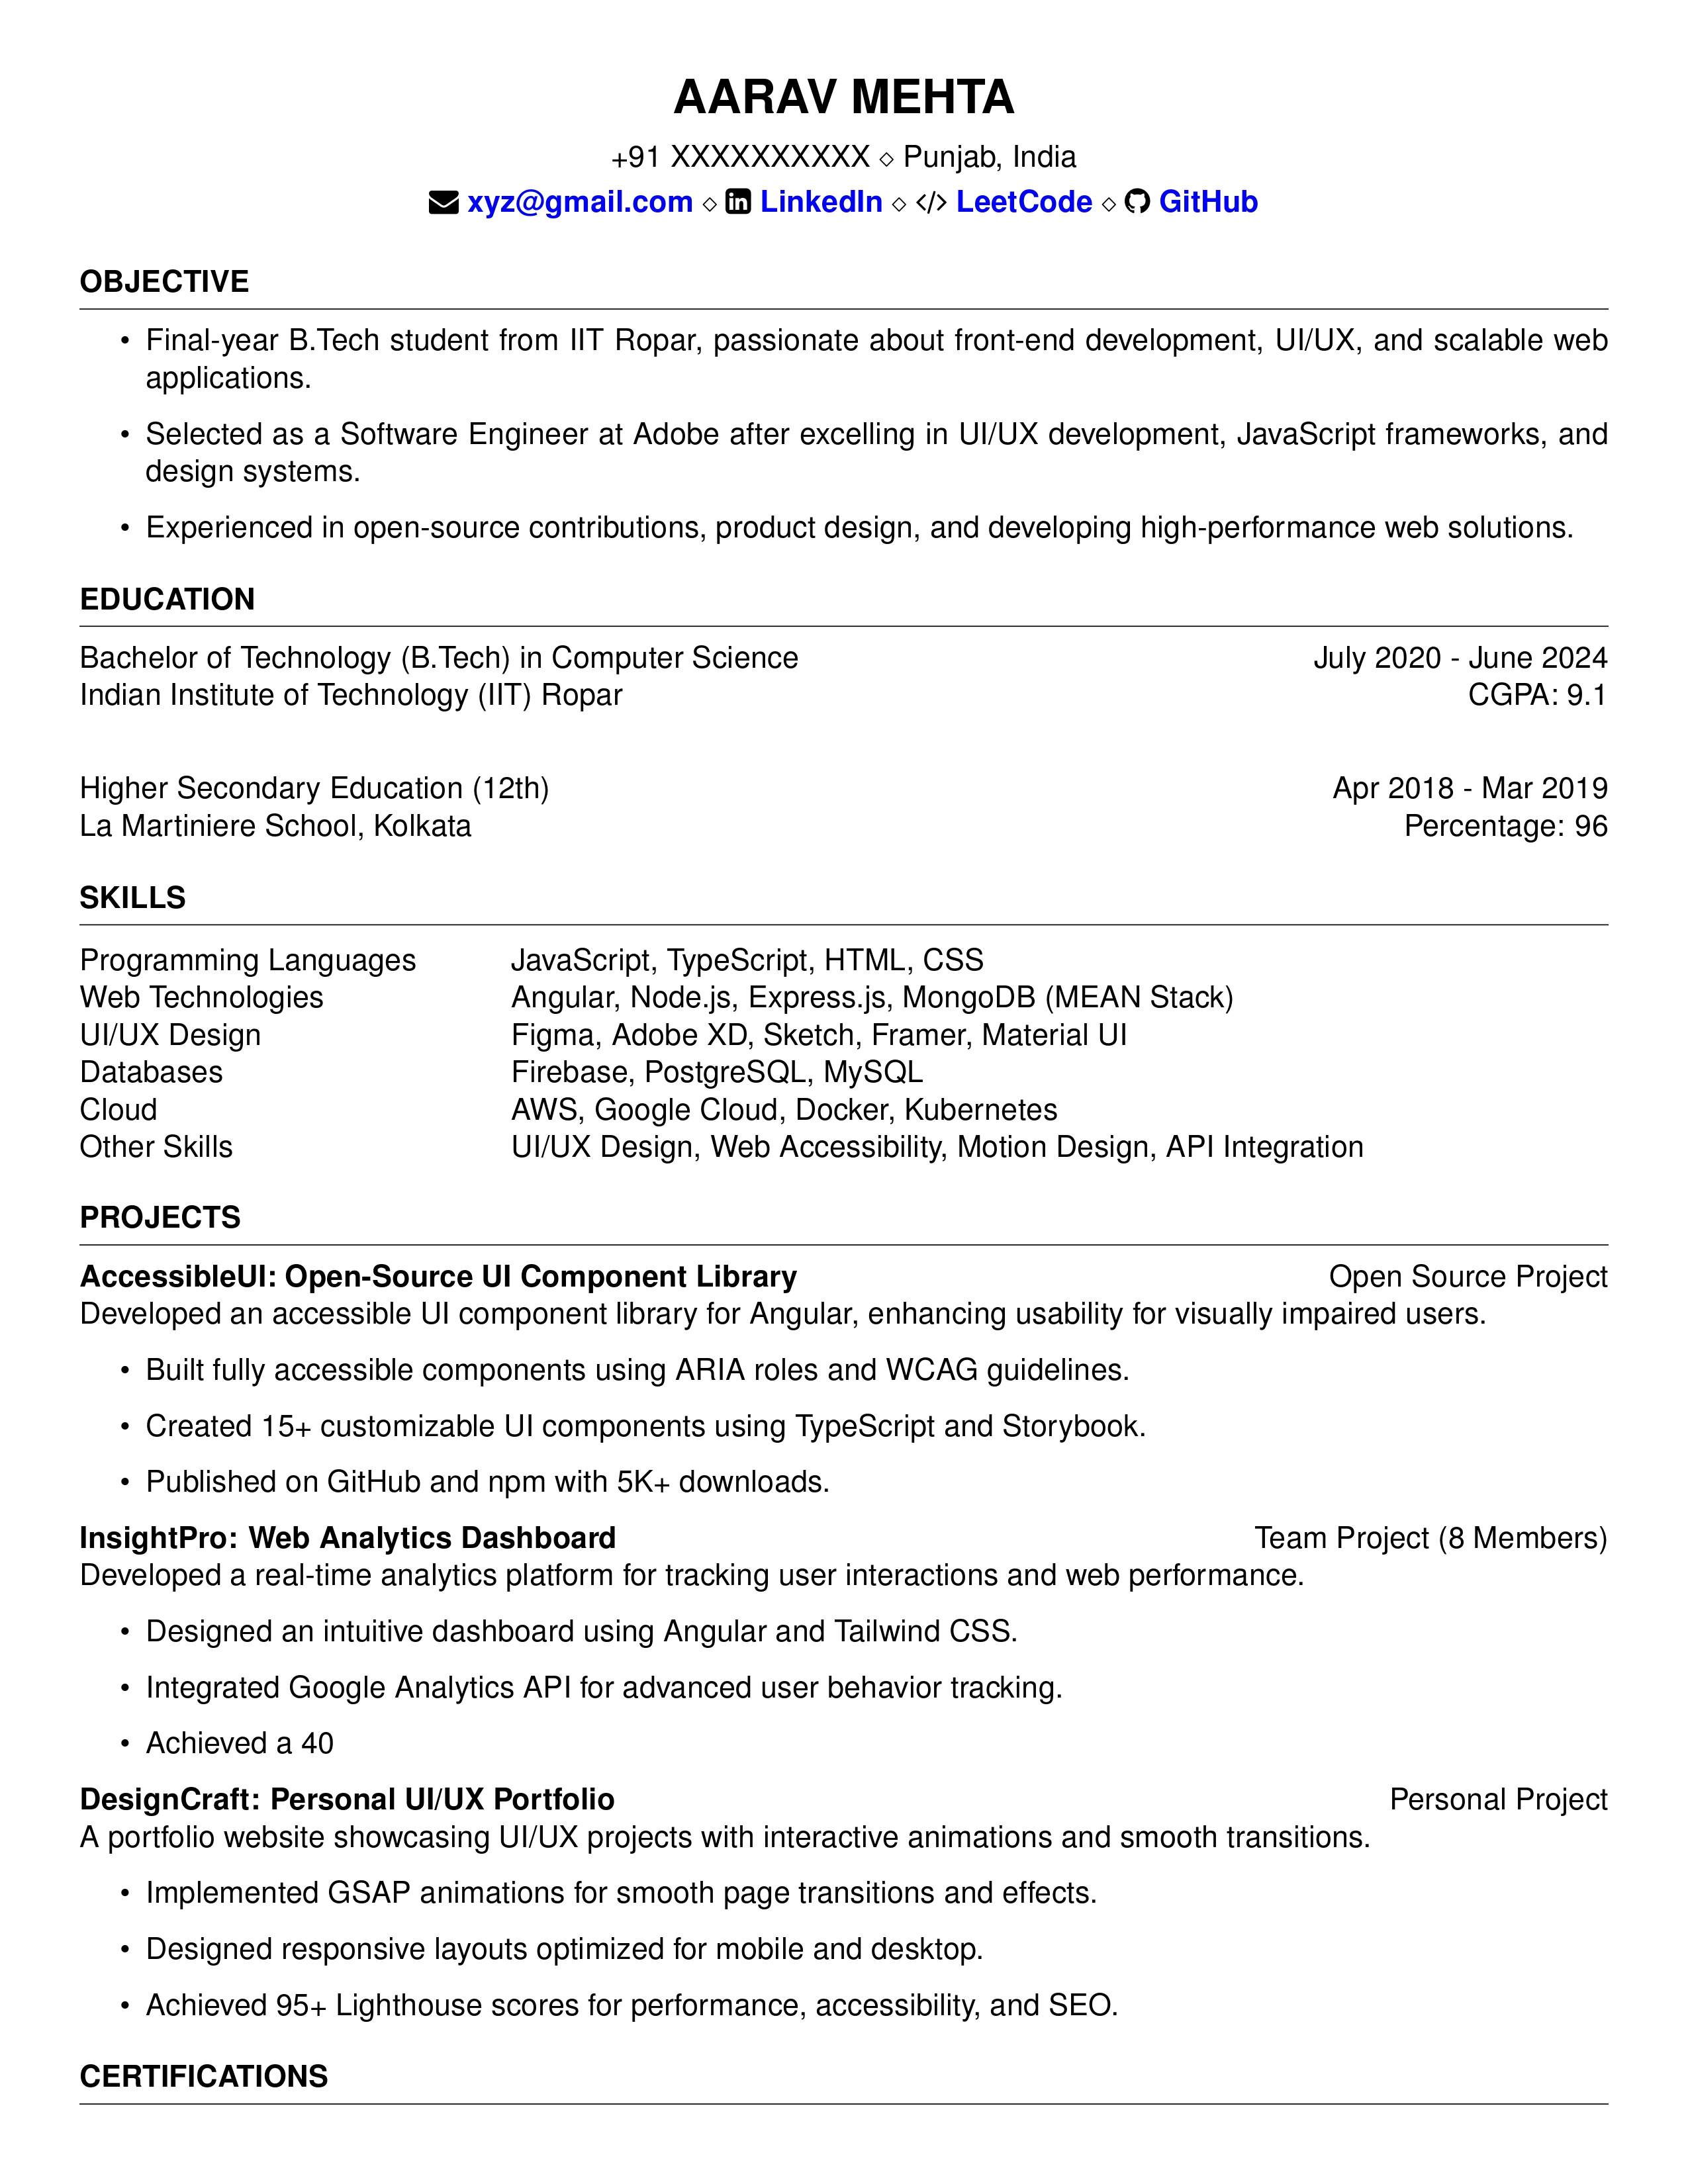 AARAV MEHTA
+91 XXXXXXXXXX ⋄ Punjab, India
xyz@gmail.com ⋄ LinkedIn ⋄ </> LeetCode ⋄ GitHub
OBJECTIVE
• Final-year B.Tech student from IIT Ropar, passionate about front-end development, UI/UX, and scalable web
applications.
• Selected as a Software Engineer at Adobe after excelling in UI/UX development, JavaScript frameworks, and
design systems.
• Experienced in open-source contributions, product design, and developing high-performance web solutions.
EDUCATION
Bachelor of Technology (B.Tech) in Computer Science July 2020 - June 2024
Indian Institute of Technology (IIT) Ropar CGPA: 9.1
Higher Secondary Education (12th) Apr 2018 - Mar 2019
La Martiniere School, Kolkata Percentage: 96
SKILLS
Programming Languages JavaScript, TypeScript, HTML, CSS
Web Technologies Angular, Node.js, Express.js, MongoDB (MEAN Stack)
UI/UX Design Figma, Adobe XD, Sketch, Framer, Material UI
Databases Firebase, PostgreSQL, MySQL
Cloud AWS, Google Cloud, Docker, Kubernetes
Other Skills UI/UX Design, Web Accessibility, Motion Design, API Integration
PROJECTS
AccessibleUI: Open-Source UI Component Library Open Source Project
Developed an accessible UI component library for Angular, enhancing usability for visually impaired users.
• Built fully accessible components using ARIA roles and WCAG guidelines.
• Created 15+ customizable UI components using TypeScript and Storybook.
• Published on GitHub and npm with 5K+ downloads.
InsightPro: Web Analytics Dashboard Team Project (8 Members)
Developed a real-time analytics platform for tracking user interactions and web performance.
• Designed an intuitive dashboard using Angular and Tailwind CSS.
• Integrated Google Analytics API for advanced user behavior tracking.
• Achieved a 40
DesignCraft: Personal UI/UX Portfolio Personal Project
A portfolio website showcasing UI/UX projects with interactive animations and smooth transitions.
• Implemented GSAP animations for smooth page transitions and effects.
• Designed responsive layouts optimized for mobile and desktop.
• Achieved 95+ Lighthouse scores for performance, accessibility, and SEO.
CERTIFICATIONS